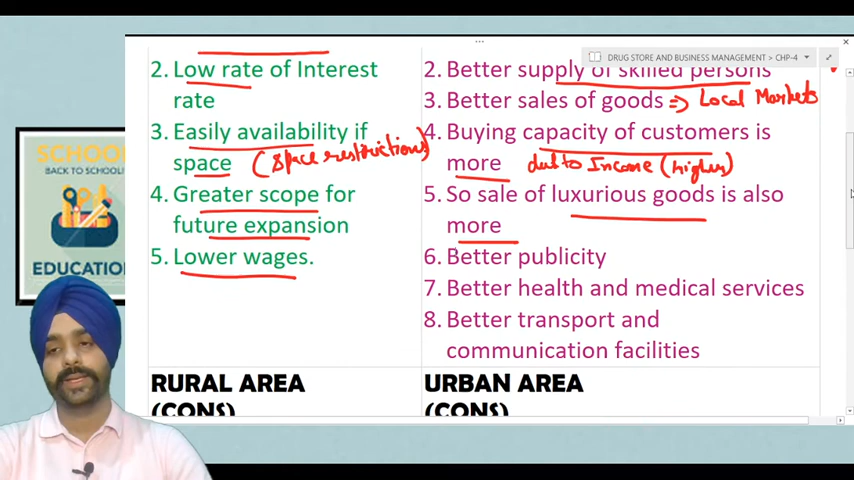 DRUG STORE AND BUSINESS MANAGEMENT > CHP-4
2. Low rate of Interest
rate
3. Easily availability if
space (space restrictions)
4. Greater scope for
future expansion
5. Lower wages.
2. Better supply of skilled persons
3. Better sales of goods => Local Markets
4. Buying capacity of customers is
more due to Income (higher)
5. So sale of luxurious goods is also
more
6. Better publicity
7. Better health and medical services
8. Better transport and
communication facilities
RURAL AREA
(CONS)
URBAN AREA
(CONS)
SCHOOL
BACK TO SCHOOL
EDUCATION